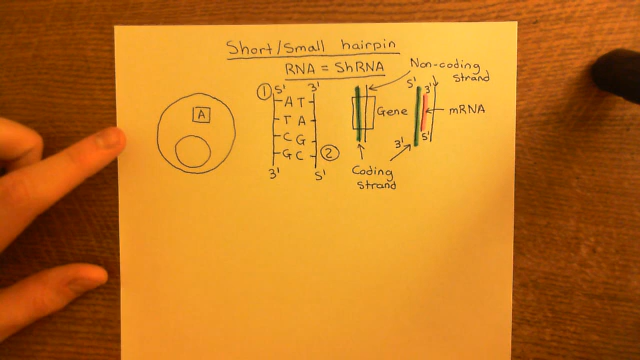 Short/Small hairpin
RNA = ShRNA
Non-coding
strand
A
1 5' 3'
A T
T A
C G
G C 2
3' 5'
Gene
Coding
strand
5' 3'
mRNA
3' 5'